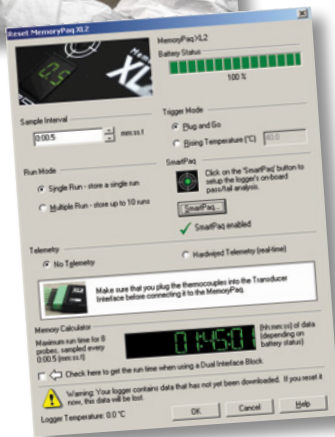 Reset MemoryPaq XL2
0.5
XL
MemoryPaq XL2
Battery Status
100 %
Sample Interval
0:00.5
mm:ss.t
Trigger Mode
Plug and Go
Rising Temperature (°C)
40.0
Run Mode
Single Run - store a single run
Multiple Run - store up to 10 runs
SmartPaq
Click on the 'SmartPaq' button to
setup the logger's on-board
pass/fail analysis.
SmartPaq...
SmartPaq enabled
Telemetry
No Telemetry
Hardwired Telemetry (real-time)
Make sure that you plug the thermocouples into the Transducer
Interface before connecting it to the MemoryPaq.
Memory Calculator
Maximum run time for 8
probes, sampled every
0:00.5 (mm:ss.t)
01:45:01
(hh:mm:ss) of data
(depending on
battery status)
Check here to get the run time when using a Dual Interface Block.
Warning: Your logger contains data that has not yet been downloaded. If you reset it
now, this data will be lost.
Logger Temperature: 0.0 °C
OK
Cancel
Help